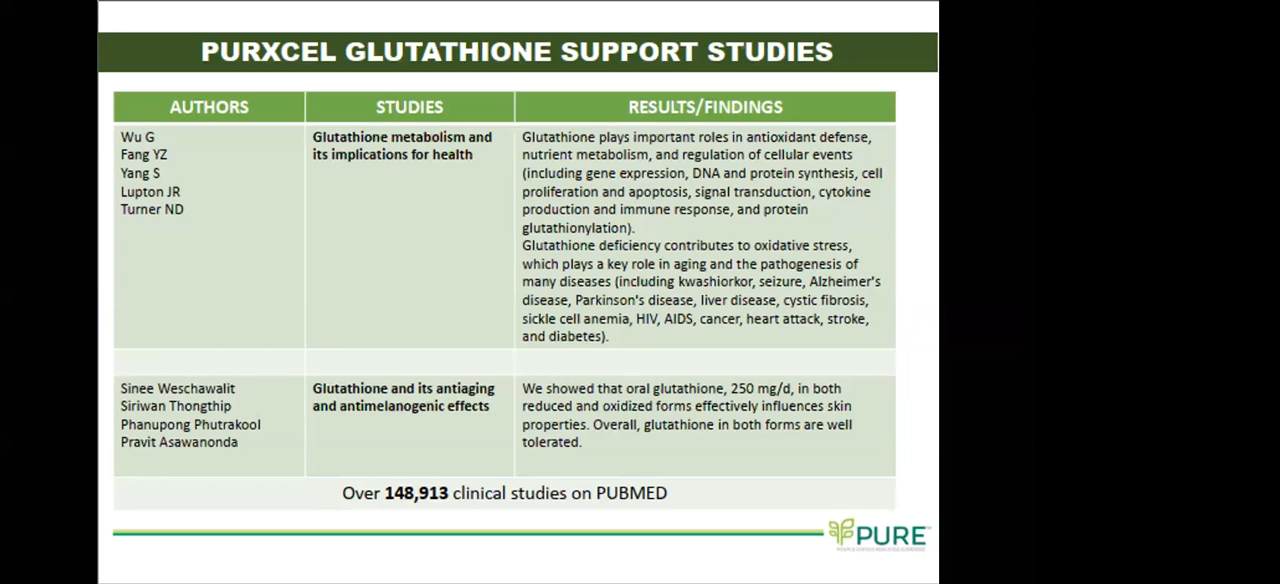 PURXCEL GLUTATHIONE SUPPORT STUDIES
AUTHORS
STUDIES
RESULTS/FINDINGS
Wu G
Fang YZ
Yang S
Lupton JR
Turner ND
Glutathione metabolism and
its implications for health
Glutathione plays important roles in antioxidant defense,
nutrient metabolism, and regulation of cellular events
(including gene expression, DNA and protein synthesis, cell
proliferation and apoptosis, signal transduction, cytokine
production and immune response, and protein
glutathionylation).
Glutathione deficiency contributes to oxidative stress,
which plays a key role in aging and the pathogenesis of
many diseases (including kwashiorkor, seizure, Alzheimer's
disease, Parkinson's disease, liver disease, cystic fibrosis,
sickle cell anemia, HIV, AIDS, cancer, heart attack, stroke,
and diabetes).
Sinee Weschawalit
Siriwan Thongthip
Phanupong Phutrakool
Pravit Asawanonda
Glutathione and its antiaging
and antimelanogenic effects
We showed that oral glutathione, 250 mg/d, in both
reduced and oxidized forms effectively influences skin
properties. Overall, glutathione in both forms are well
tolerated.
Over 148,913 clinical studies on PUBMED
PURE